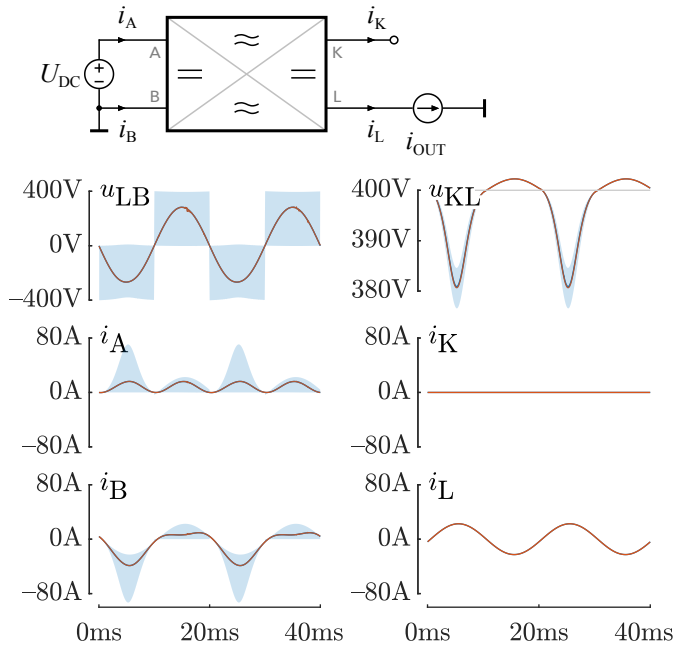 i_A
i_K
A
K
U_DC
B
L
i_B
i_L
i_OUT
400V
u_LB
0V
−400V
400V
u_KL
390V
380V
80A
i_A
0A
−80A
80A
i_K
0A
−80A
80A
i_B
0A
−80A
80A
i_L
0A
−80A
0ms
20ms
40ms
0ms
20ms
40ms